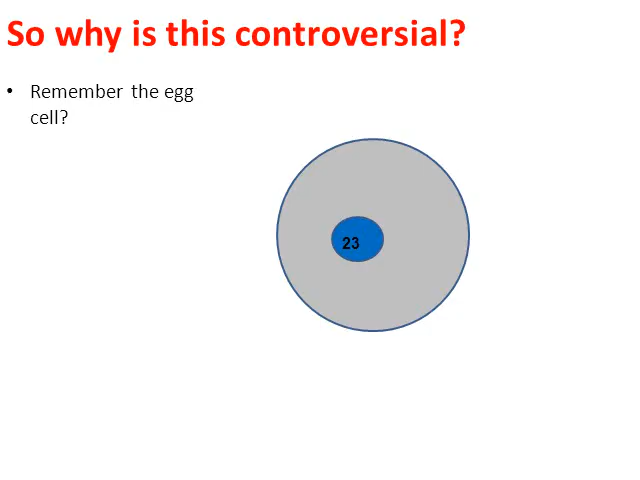 So why is this controversial?
• Remember the egg
cell?
23